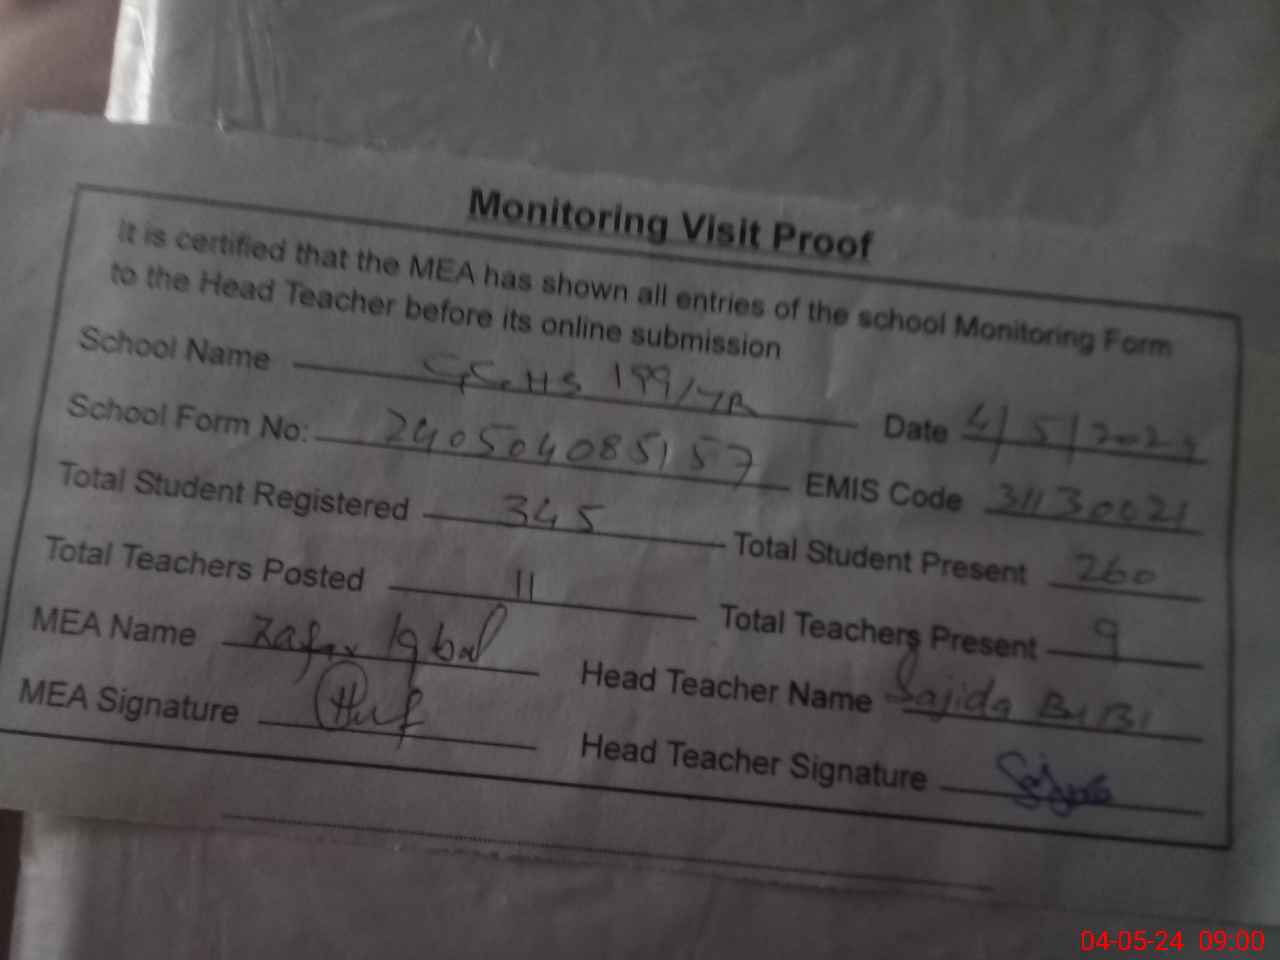 Monitoring Visit Proof
It is certified that the MEA has shown all entries of the school Monitoring Form
to the Head Teacher before its online submission
School Name G.G.HS 199/7R Date 4/5/2024
School Form No: 240504085157 EMIS Code 31130021
Total Student Registered 345 Total Student Present 260
Total Teachers Posted 11 Total Teachers Present 9
MEA Name Zafar Iqbal Head Teacher Name Sajida BiBi
MEA Signature Head Teacher Signature
04-05-24 09:00